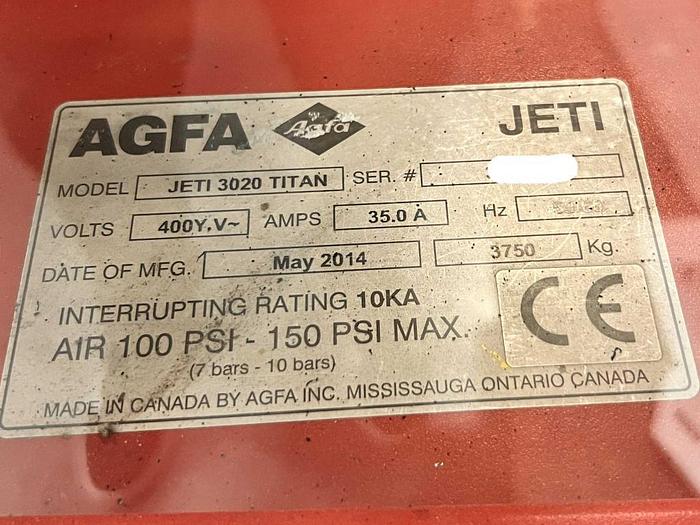 AGFA Agfa JETI
MODEL JETI 3020 TITAN SER. #
VOLTS 400Y.V~ AMPS 35.0 A Hz
DATE OF MFG. May 2014 3750 Kg.
INTERRUPTING RATING 10KA
AIR 100 PSI - 150 PSI MAX.
(7 bars - 10 bars)
CE
MADE IN CANADA BY AGFA INC. MISSISSAUGA ONTARIO CANADA